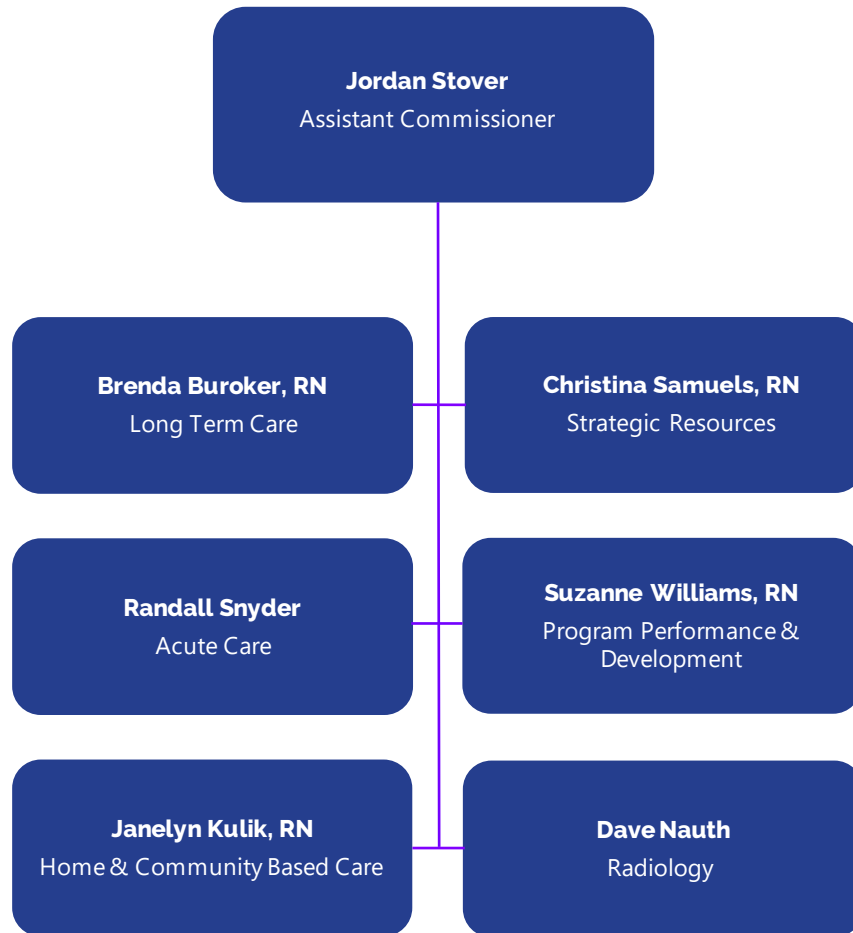 Jordan Stover
Assistant Commissioner
Brenda Buroker, RN
Long Term Care
Christina Samuels, RN
Strategic Resources
Randall Snyder
Acute Care
Suzanne Williams, RN
Program Performance &
Development
Janelyn Kulik, RN
Home & Community Based Care
Dave Nauth
Radiology